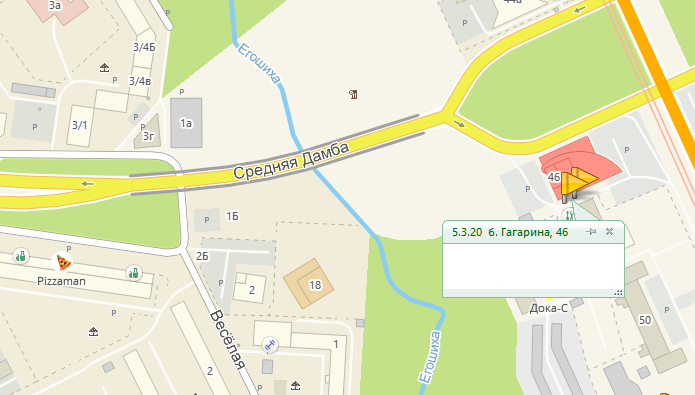 3а
44а
3/4Б
Егошиха
3/4в
Р
Р
3/1
3г
1а
Средняя Дамба
Р
46
Р
1Б
5.3.20 6. Гагарина, 46
2Б
Р
Pizzaman
2
18
Р
Дока-С
Весёлая
50
1
2
Егошиха